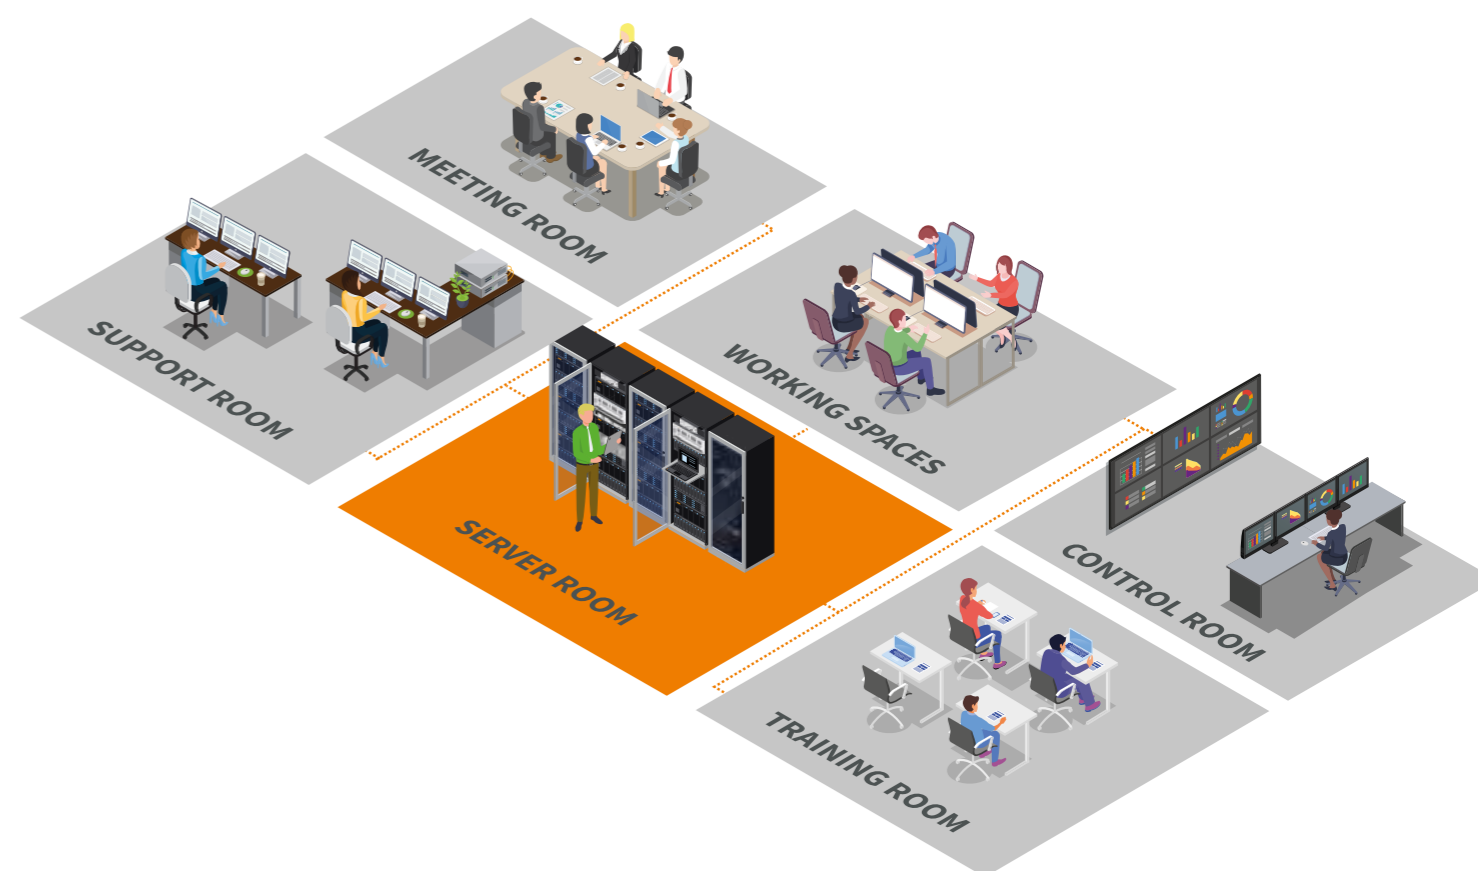 MEETING ROOM
SUPPORT ROOM
WORKING SPACES
SERVER ROOM
CONTROL ROOM
TRAINING ROOM